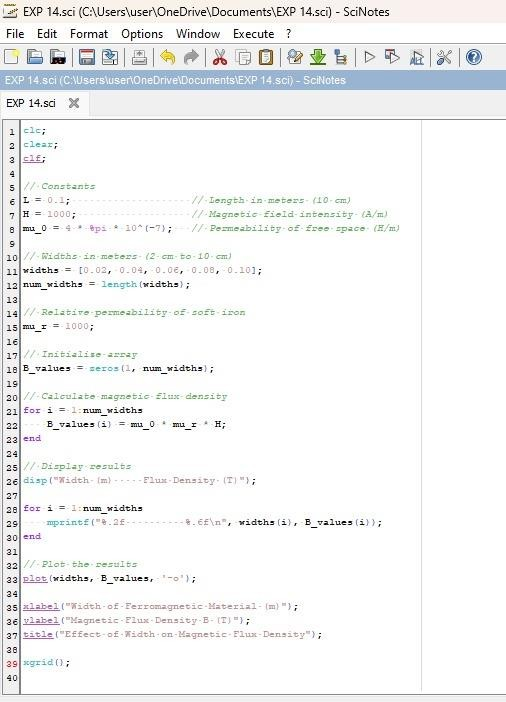 EXP 14.sci (C:\Users\user\OneDrive\Documents\EXP 14.sci) - SciNotes
File Edit Format Options Window Execute ?
EXP 14.sci (C:\Users\user\OneDrive\Documents\EXP 14.sci) - SciNotes
EXP 14.sci
1 clc;
2 clear;
3 clf;
4
5 // Constants
6 L = 0.1; // Length in meters (10 cm)
7 H = 1000; // Magnetic field intensity (A/m)
8 mu_0 = 4 * %pi * 10^(-7); // Permeability of free space (H/m)
9
10 // Widths in meters (2 cm to 10 cm)
11 widths = [0.02, 0.04, 0.06, 0.08, 0.10];
12 num_widths = length(widths);
13
14 // Relative permeability of soft iron
15 mu_r = 1000;
16
17 // Initialize array
18 B_values = zeros(1, num_widths);
19
20 // Calculate magnetic flux density
21 for i = 1:num_widths
22 B_values(i) = mu_0 * mu_r * H;
23 end
24
25 // Display results
26 disp("Width (m) Flux Density (T)");
27
28 for i = 1:num_widths
29 mprintf("%.2f %.6f\n", widths(i), B_values(i));
30 end
31
32 // Plot the results
33 plot(widths, B_values, '-o');
34
35 xlabel("Width of Ferromagnetic Material (m)");
36 ylabel("Magnetic Flux Density B (T)");
37 title("Effect of Width on Magnetic Flux Density");
38
39 xgrid();
40